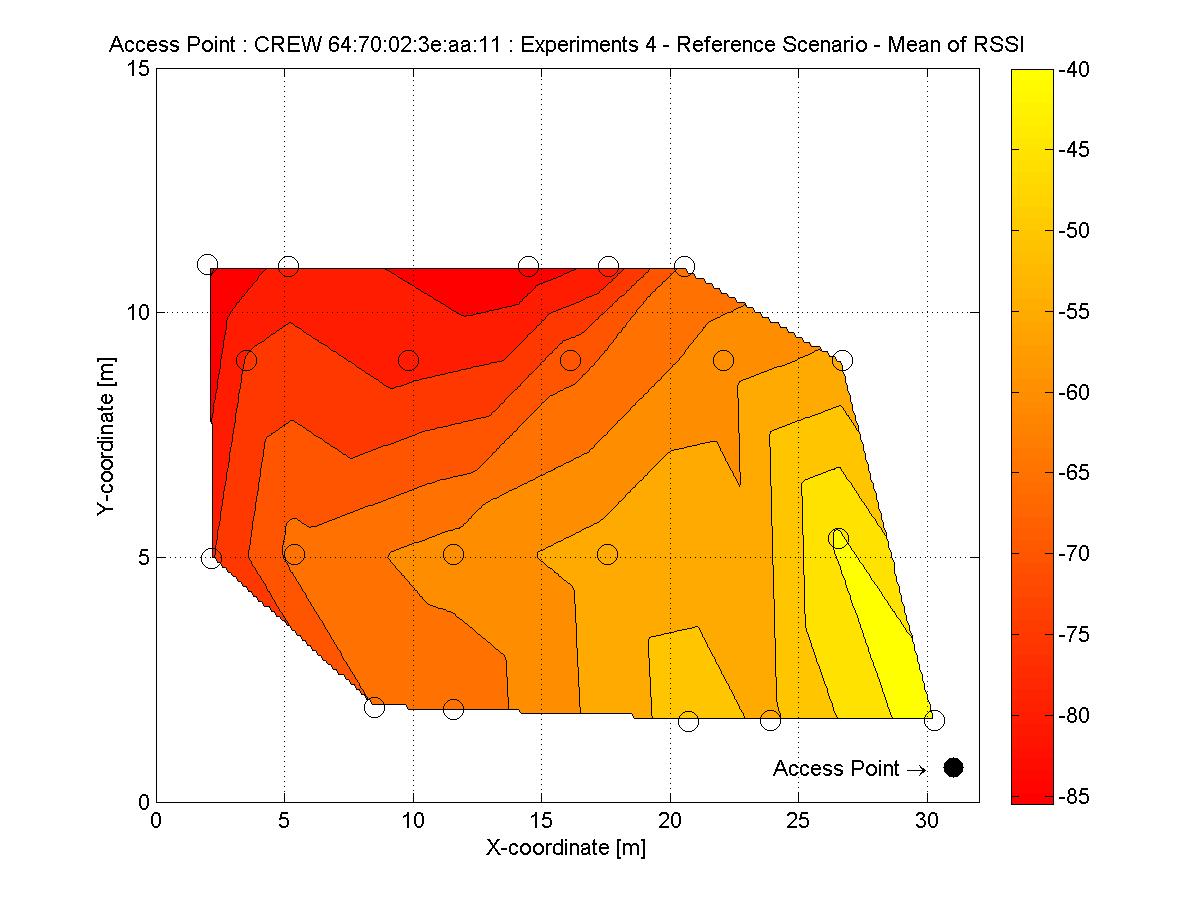 Access Point : CREW 64:70:02:3e:aa:11 : Experiments 4 - Reference Scenario - Mean of RSSI
15
10
5
0
Y-coordinate [m]
0 5 10 15 20 25 30
X-coordinate [m]
Access Point →
-40
-45
-50
-55
-60
-65
-70
-75
-80
-85